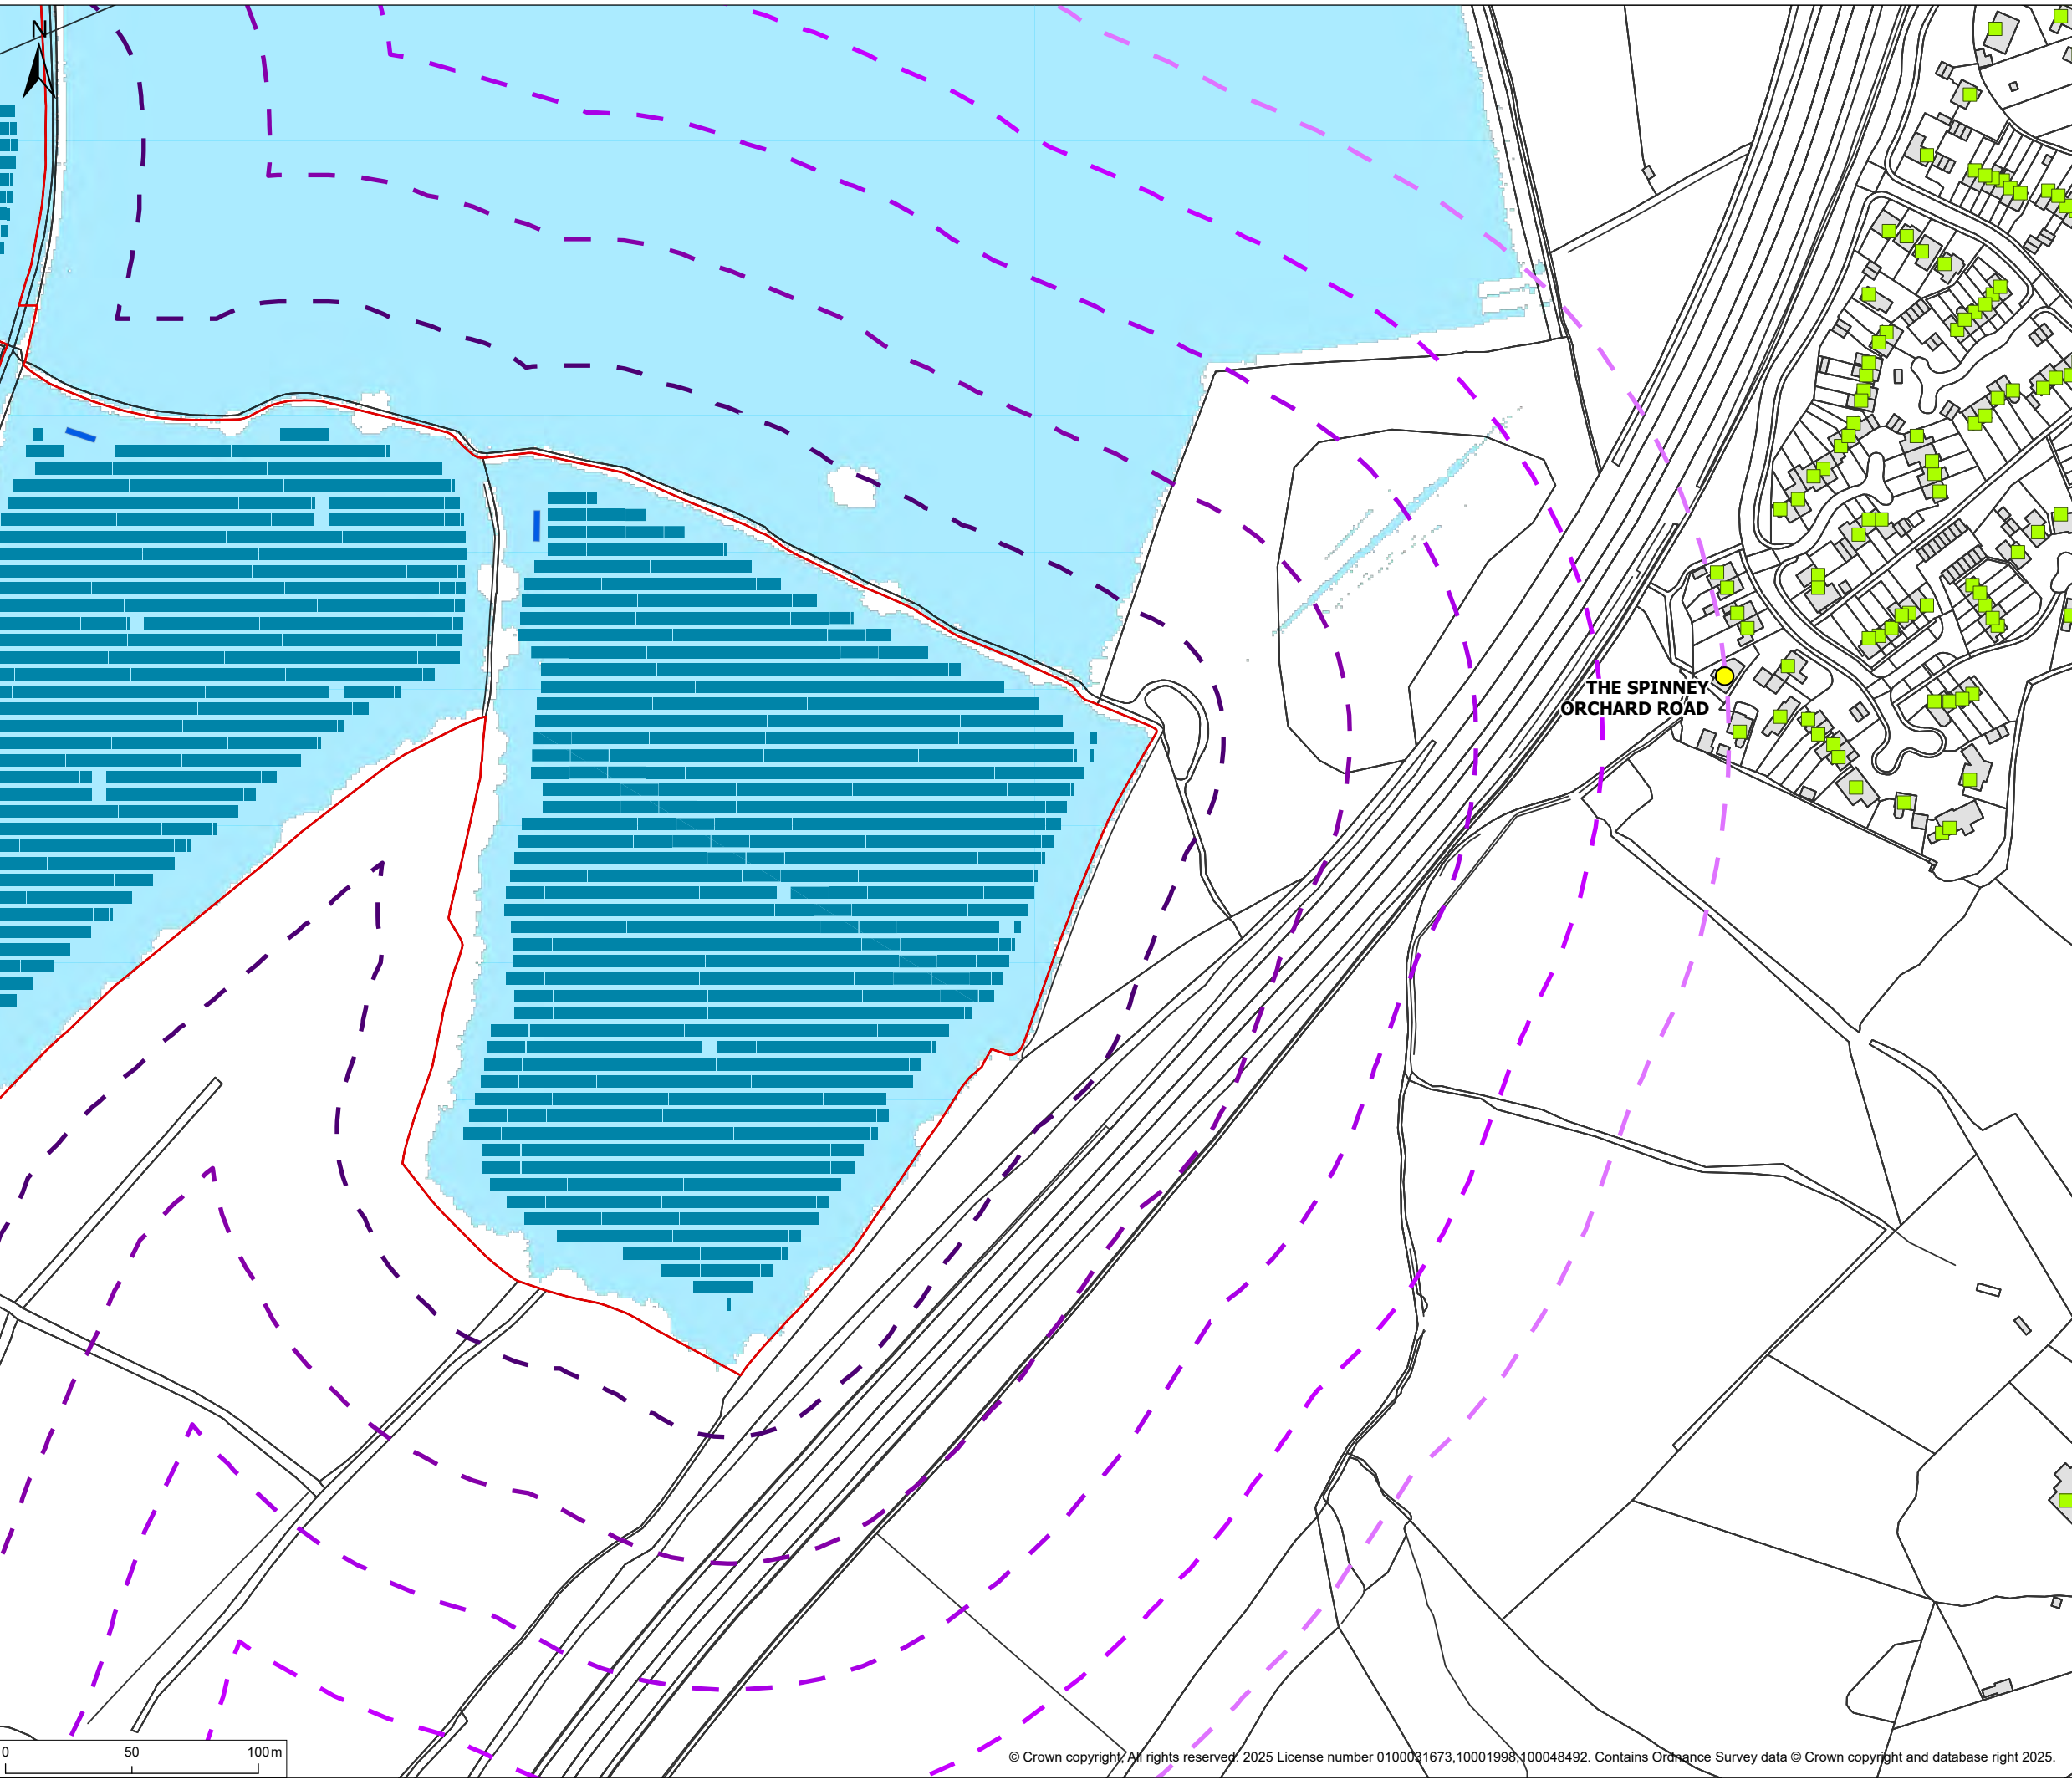 N
THE SPINNEY
ORCHARD ROAD
0 50 100m
© Crown copyright, All rights reserved. 2025 License number 0100031673,10001998,100048492. Contains Ordnance Survey data © Crown copyright and database right 2025.